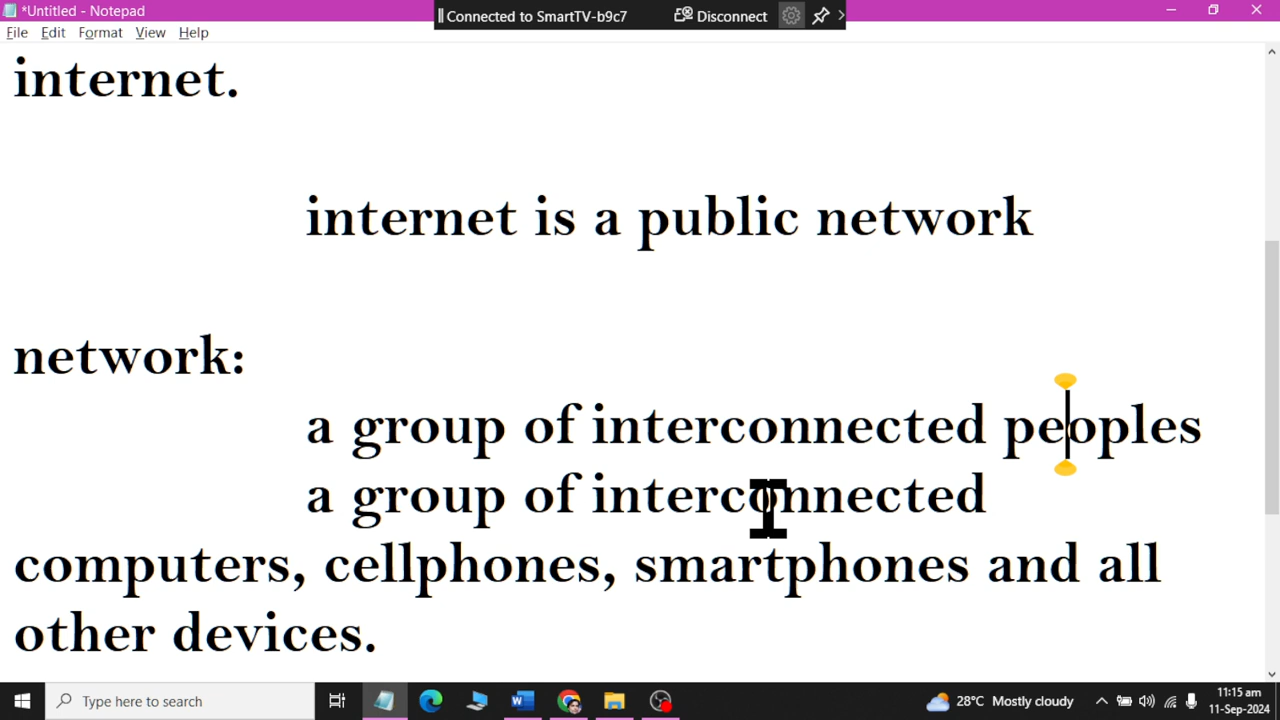 *Untitled - Notepad
Connected to SmartTV-b9c7 Disconnect
File Edit Format View Help
internet.
internet is a public network
network:
a group of interconnected peoples
a group of interconnected
computers, cellphones, smartphones and all
other devices.
Type here to search
28°C Mostly cloudy
11:15 am
11-Sep-2024